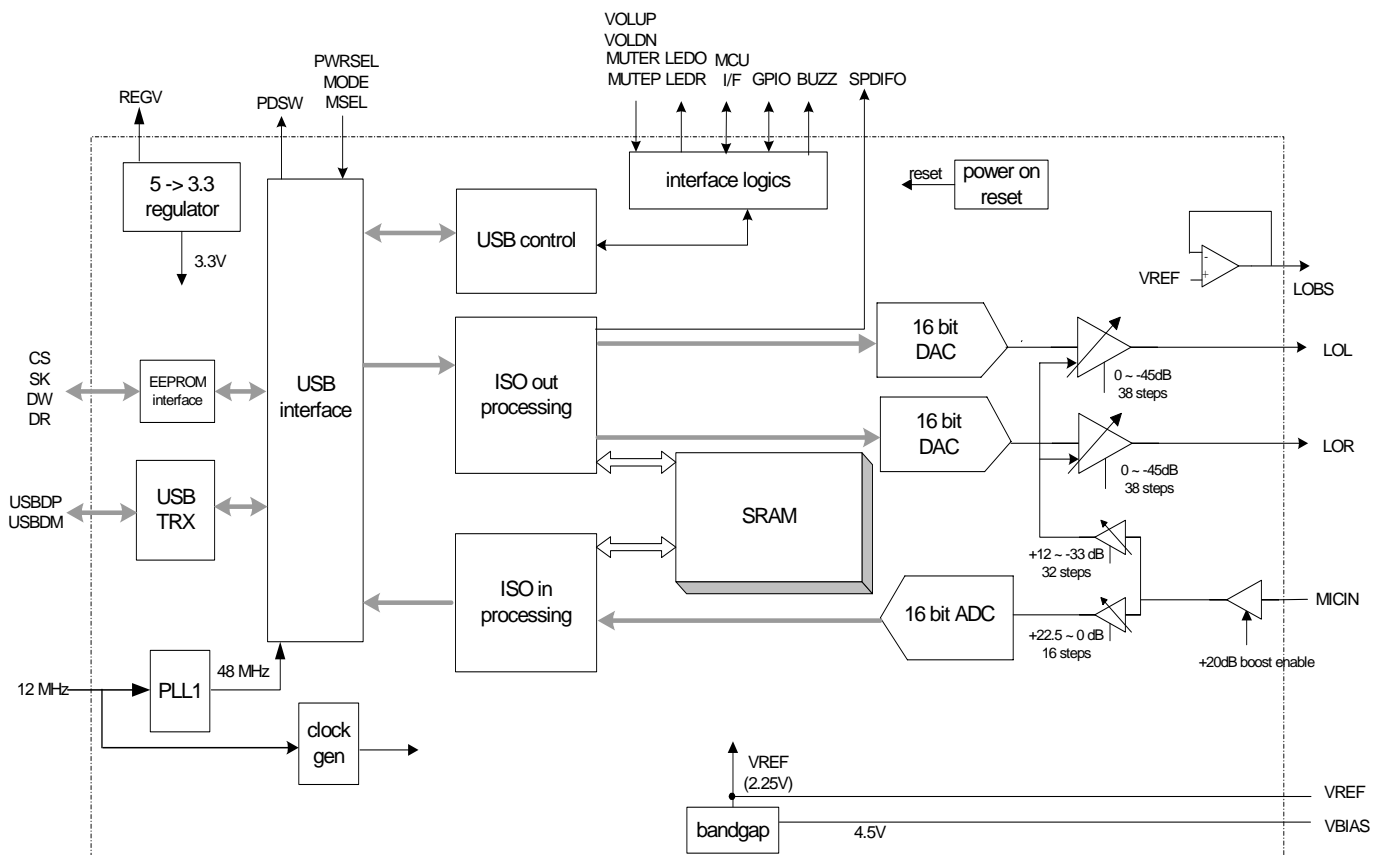 VOLUP
VOLDN
MUTER
MUTEP
LEDO
LEDR
MCU
I/F
GPIO
BUZZ
SPDIFO
PWRSEL
MODE
MSEL
PDSW
REGV
5 -> 3.3
regulator
3.3V
interface logics
reset
power on
reset
USB control
-
+
VREF
LOBS
CS
SK
DW
DR
EEPROM
interface
USB
interface
ISO out
processing
16 bit
DAC
0 ~ -45dB
38 steps
LOL
16 bit
DAC
0 ~ -45dB
38 steps
LOR
USBDP
USBDM
USB
TRX
SRAM
+12 ~ -33 dB
32 steps
ISO in
processing
16 bit ADC
+22.5 ~ 0 dB
16 steps
MICIN
+20dB boost enable
12 MHz
PLL1
48 MHz
clock
gen
VREF
(2.25V)
VREF
bandgap
4.5V
VBIAS